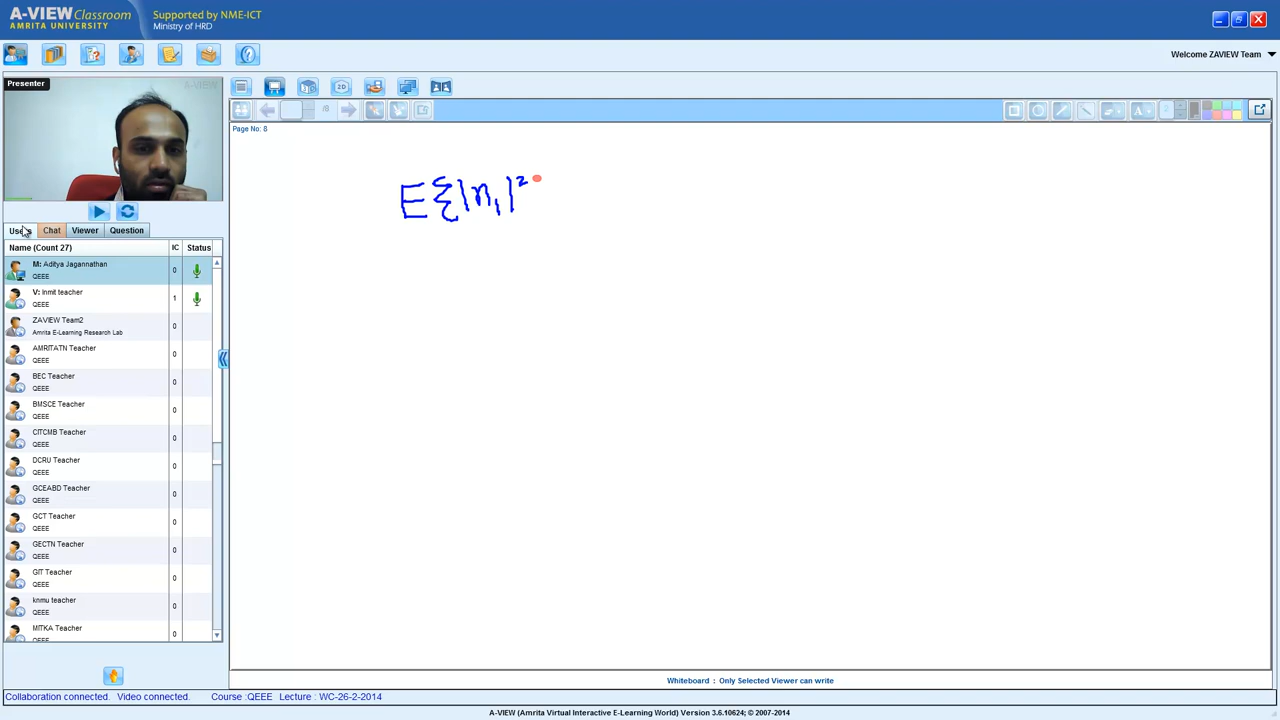 A-VIEW Classroom
AMRITA UNIVERSITY
Supported by NME-ICT
Ministry of HRD
Welcome ZAVIEW Team
Presenter
A-VIEW
/8
2D
A
2
Page No: 8
E{|n₁|²
Users Chat Viewer Question
Name (Count 27) IC Status
M: Aditya Jagannathan
QEEE
0
V: Inmit teacher
QEEE
1
ZAVIEW Team2
Amrita E-Learning Research Lab
0
AMRITATN Teacher
QEEE
0
BEC Teacher
QEEE
0
BMSCE Teacher
QEEE
0
CITCMB Teacher
QEEE
0
DCRU Teacher
QEEE
0
GCEABD Teacher
QEEE
0
GCT Teacher
QEEE
0
GECTN Teacher
QEEE
0
GIT Teacher
QEEE
0
knmu teacher
QEEE
0
MITKA Teacher
QEEE
0
Whiteboard : Only Selected Viewer can write
Collaboration connected. Video connected. Course :QEEE Lecture : WC-26-2-2014
A-VIEW (Amrita Virtual Interactive E-Learning World) Version 3.6.10624; © 2007-2014